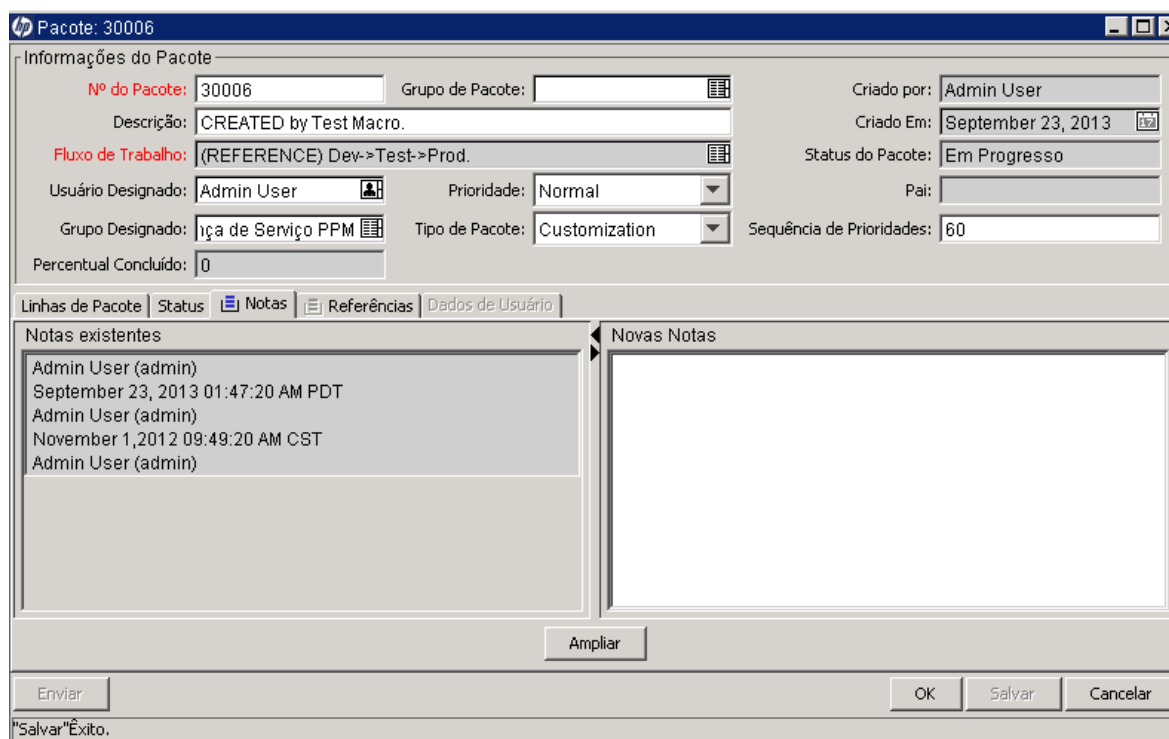 hp Pacote: 30006
Informações do Pacote
Nº do Pacote: 30006 Grupo de Pacote: Criado por: Admin User
Descrição: CREATED by Test Macro. Criado Em: September 23, 2013 17
Fluxo de Trabalho: (REFERENCE) Dev->Test->Prod. Status do Pacote: Em Progresso
Usuário Designado: Admin User Prioridade: Normal Pai:
Grupo Designado: nça de Serviço PPM Tipo de Pacote: Customization Sequência de Prioridades: 60
Percentual Concluído: 0
Linhas de Pacote Status Notas Referências Dados de Usuário
Notas existentes Novas Notas
Admin User (admin)
September 23, 2013 01:47:20 AM PDT
Admin User (admin)
November 1,2012 09:49:20 AM CST
Admin User (admin)
Ampliar
Enviar OK Salvar Cancelar
"Salvar"Êxito.